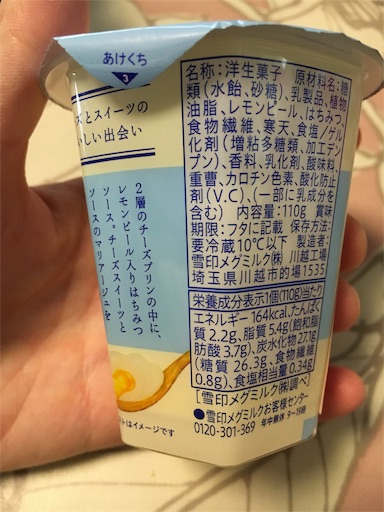 あけくち
3
ズとスイーツの
いしい出会い
2層のチーズプリンの中に、
レモンピール入りはちみつ
ソース。チーズスイーツと
ソースのマリアージュを
トはイメージです
名称:洋生菓子 原材料名:糖
類(水飴、砂糖)、乳製品、植物
油脂、レモンピール、はちみつ、
食物繊維、寒天、食塩/ゲル
化剤(増粘多糖類、加工デン
プン)、香料、乳化剤、酸味料、
重曹、カロチン色素、酸化防止
剤(V.C)、(一部に乳成分を
含む) 内容量:110g 賞味
期限:フタに記載 保存方法:
要冷蔵10℃以下 製造者:
雪印メグミルク㈱ 川越工場
埼玉県川越市的場1535
栄養成分表示1個(110g)当たり
エネルギー164kcal、たんぱく
質2.2g、脂質5.4g(飽和脂
肪酸3.7g)、炭水化物27.1g
(糖質 26.3g、食物繊維
0.8g)、食塩相当量0.34g
[雪印メグミルク㈱調べ]
●雪印メグミルクお客様センター
0120-301-369 年中無休 9~19時